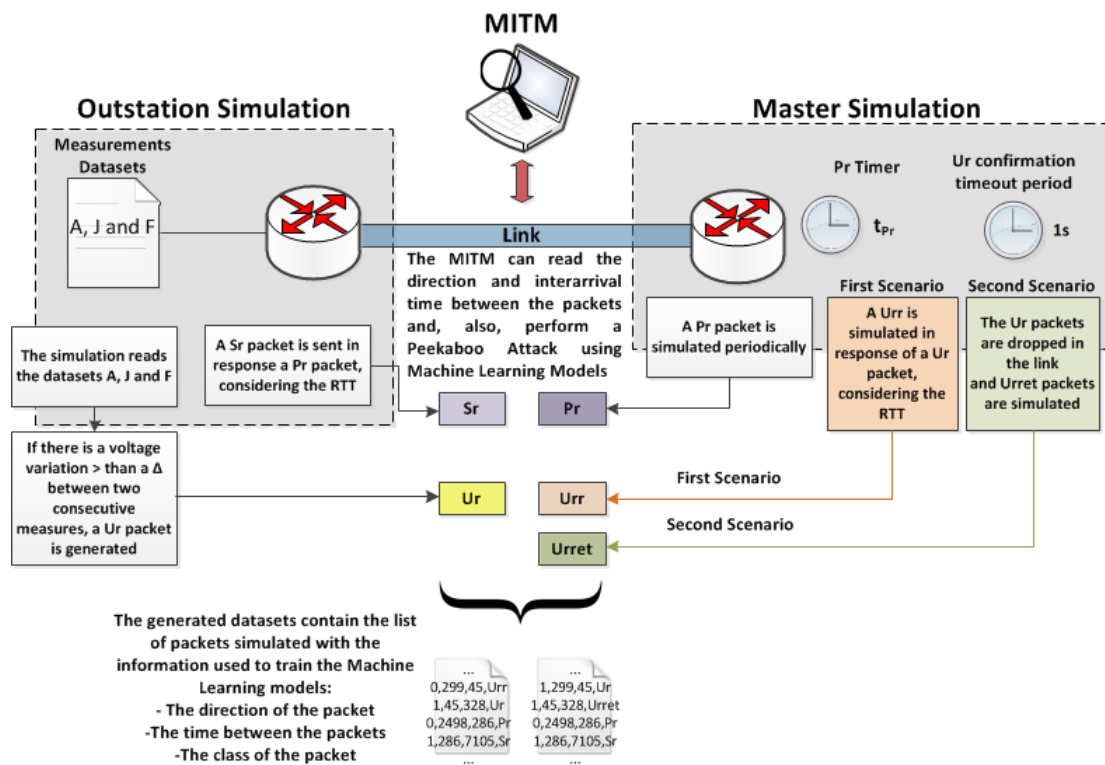 MITM
Outstation Simulation
Master Simulation
Measurements
Datasets
A, J and F
Pr Timer
tPr
Ur confirmation
timeout period
1s
Link
The MITM can read the
direction and interarrival
time between the packets
and, also, perform a
Peekaboo Attack using
Machine Learning Models
First Scenario
Second Scenario
The simulation reads
the datasets A, J and F
A Sr packet is sent in
response a Pr packet,
considering the RTT
A Pr packet is
simulated periodically
A Urr is
simulated in
response of a Ur
packet,
considering the
RTT
The Ur packets
are dropped in
the link
and Urret packets
are simulated
Sr
Pr
If there is a voltage
variation > than a Δ
between two
consecutive
measures, a Ur packet
is generated
Ur
Urr
First Scenario
Second Scenario
Urret
The generated datasets contain the list
of packets simulated with the
information used to train the Machine
Learning models:
- The direction of the packet
-The time between the packets
-The class of the packet
...
0,299,45,Urr
1,45,328,Ur
0,2498,286,Pr
1,286,7105,Sr
...
...
1,299,45,Ur
1,45,328,Urret
0,2498,286,Pr
1,286,7105,Sr
...